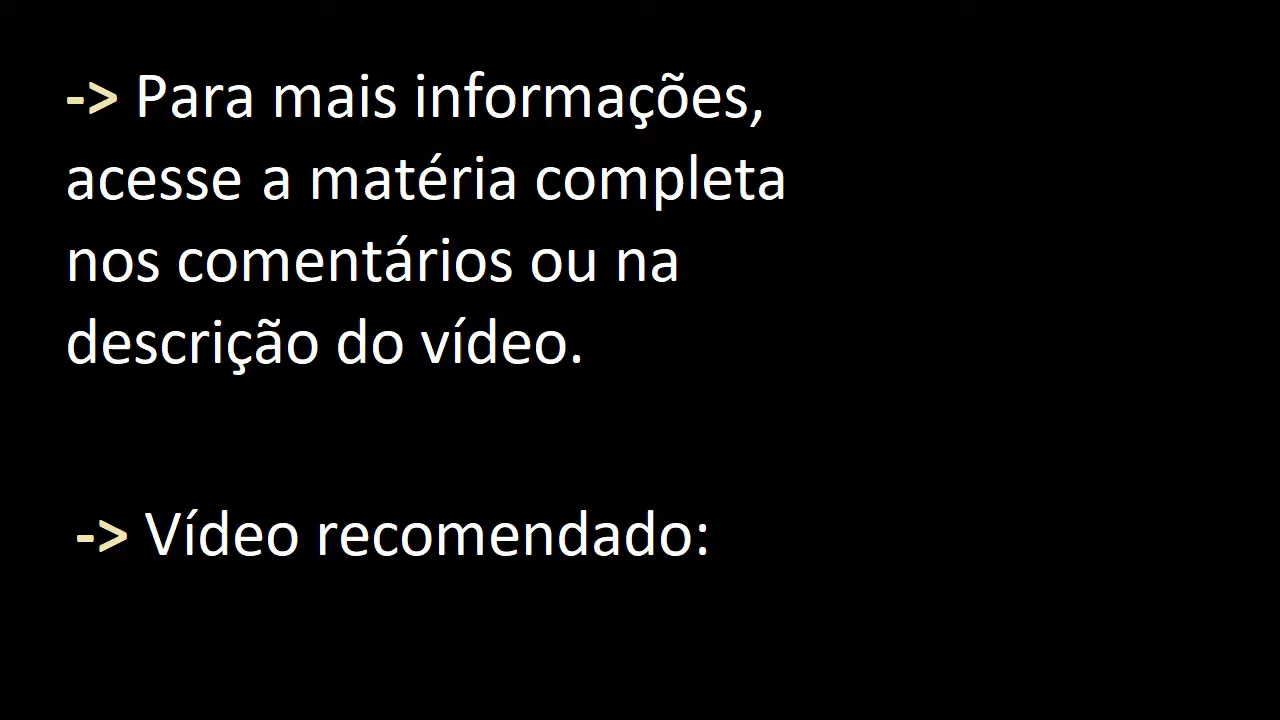 -> Para mais informações,
acesse a matéria completa
nos comentários ou na
descrição do vídeo.
-> Vídeo recomendado: